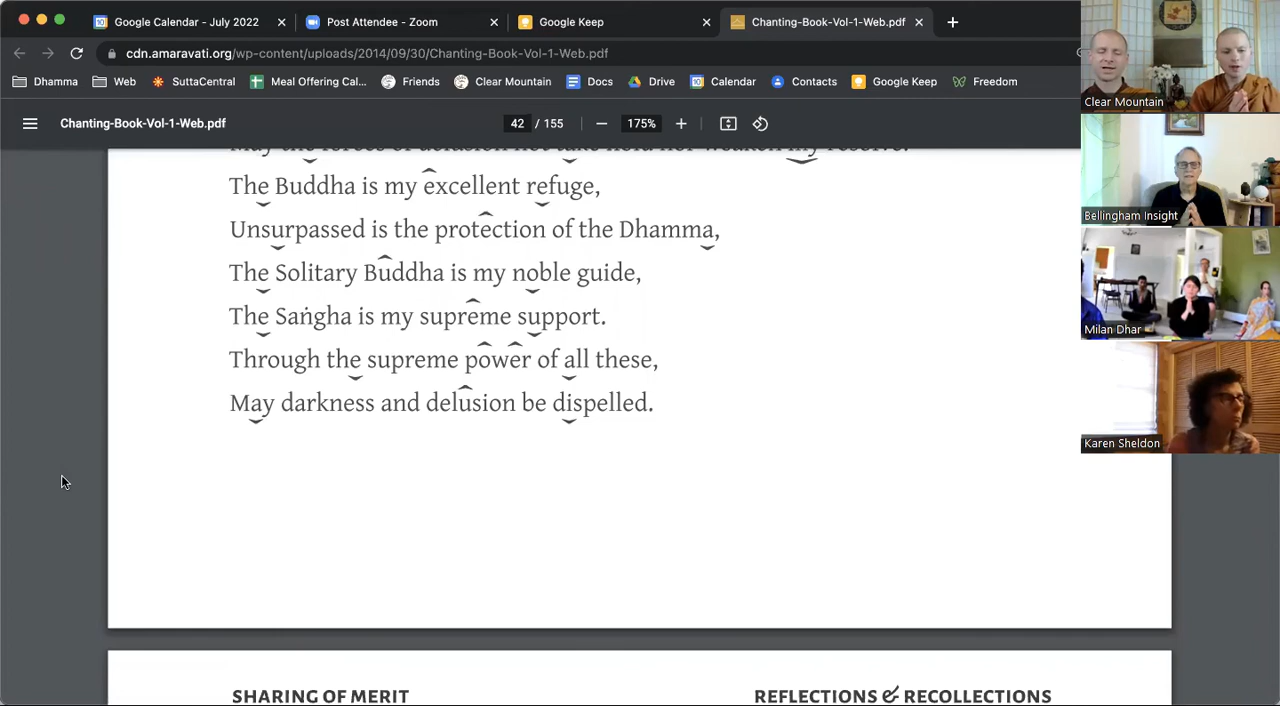 Google Calendar - July 2022
Post Attendee - Zoom
Google Keep
Chanting-Book-Vol-1-Web.pdf
cdn.amaravati.org/wp-content/uploads/2014/09/30/Chanting-Book-Vol-1-Web.pdf
Dhamma Web SuttaCentral Meal Offering Cal... Friends Clear Mountain Docs Drive Calendar Contacts Google Keep Freedom
Chanting-Book-Vol-1-Web.pdf 42 / 155 175%
The Buddha is my excellent refuge,
Unsurpassed is the protection of the Dhamma,
The Solitary Buddha is my noble guide,
The Saṅgha is my supreme support.
Through the supreme power of all these,
May darkness and delusion be dispelled.
SHARING OF MERIT
REFLECTIONS & RECOLLECTIONS
Clear Mountain
Bellingham Insight
Milan Dhar
Karen Sheldon